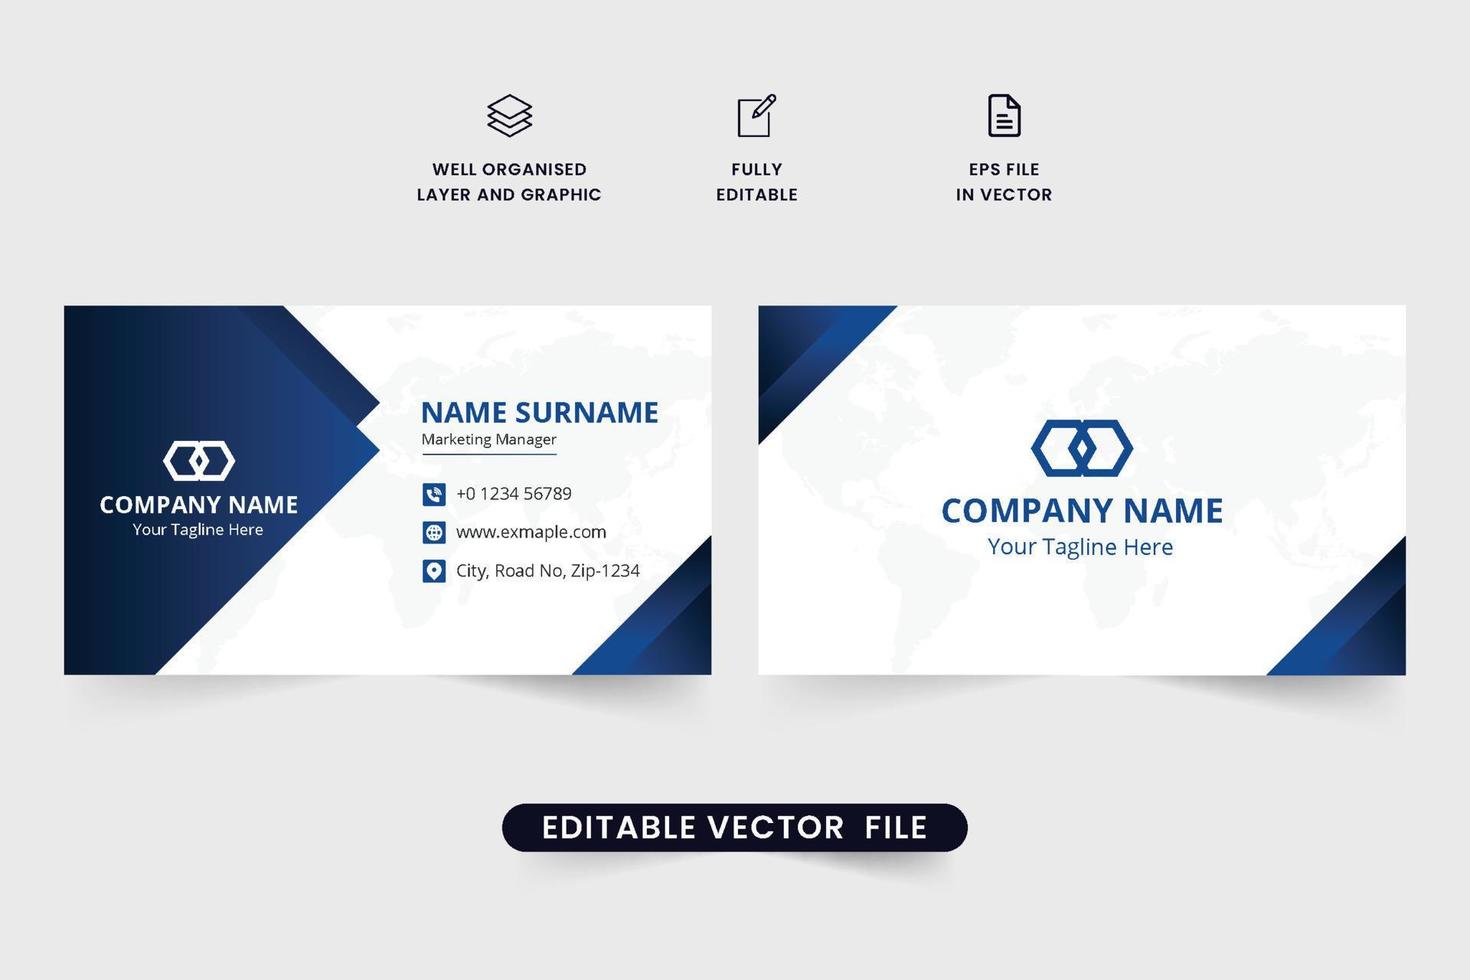 WELL ORGANISED
LAYER AND GRAPHIC
FULLY
EDITABLE
EPS FILE
IN VECTOR
COMPANY NAME
Your Tagline Here
NAME SURNAME
Marketing Manager
+0 1234 56789
www.exmaple.com
City, Road No, Zip-1234
COMPANY NAME
Your Tagline Here
EDITABLE VECTOR FILE